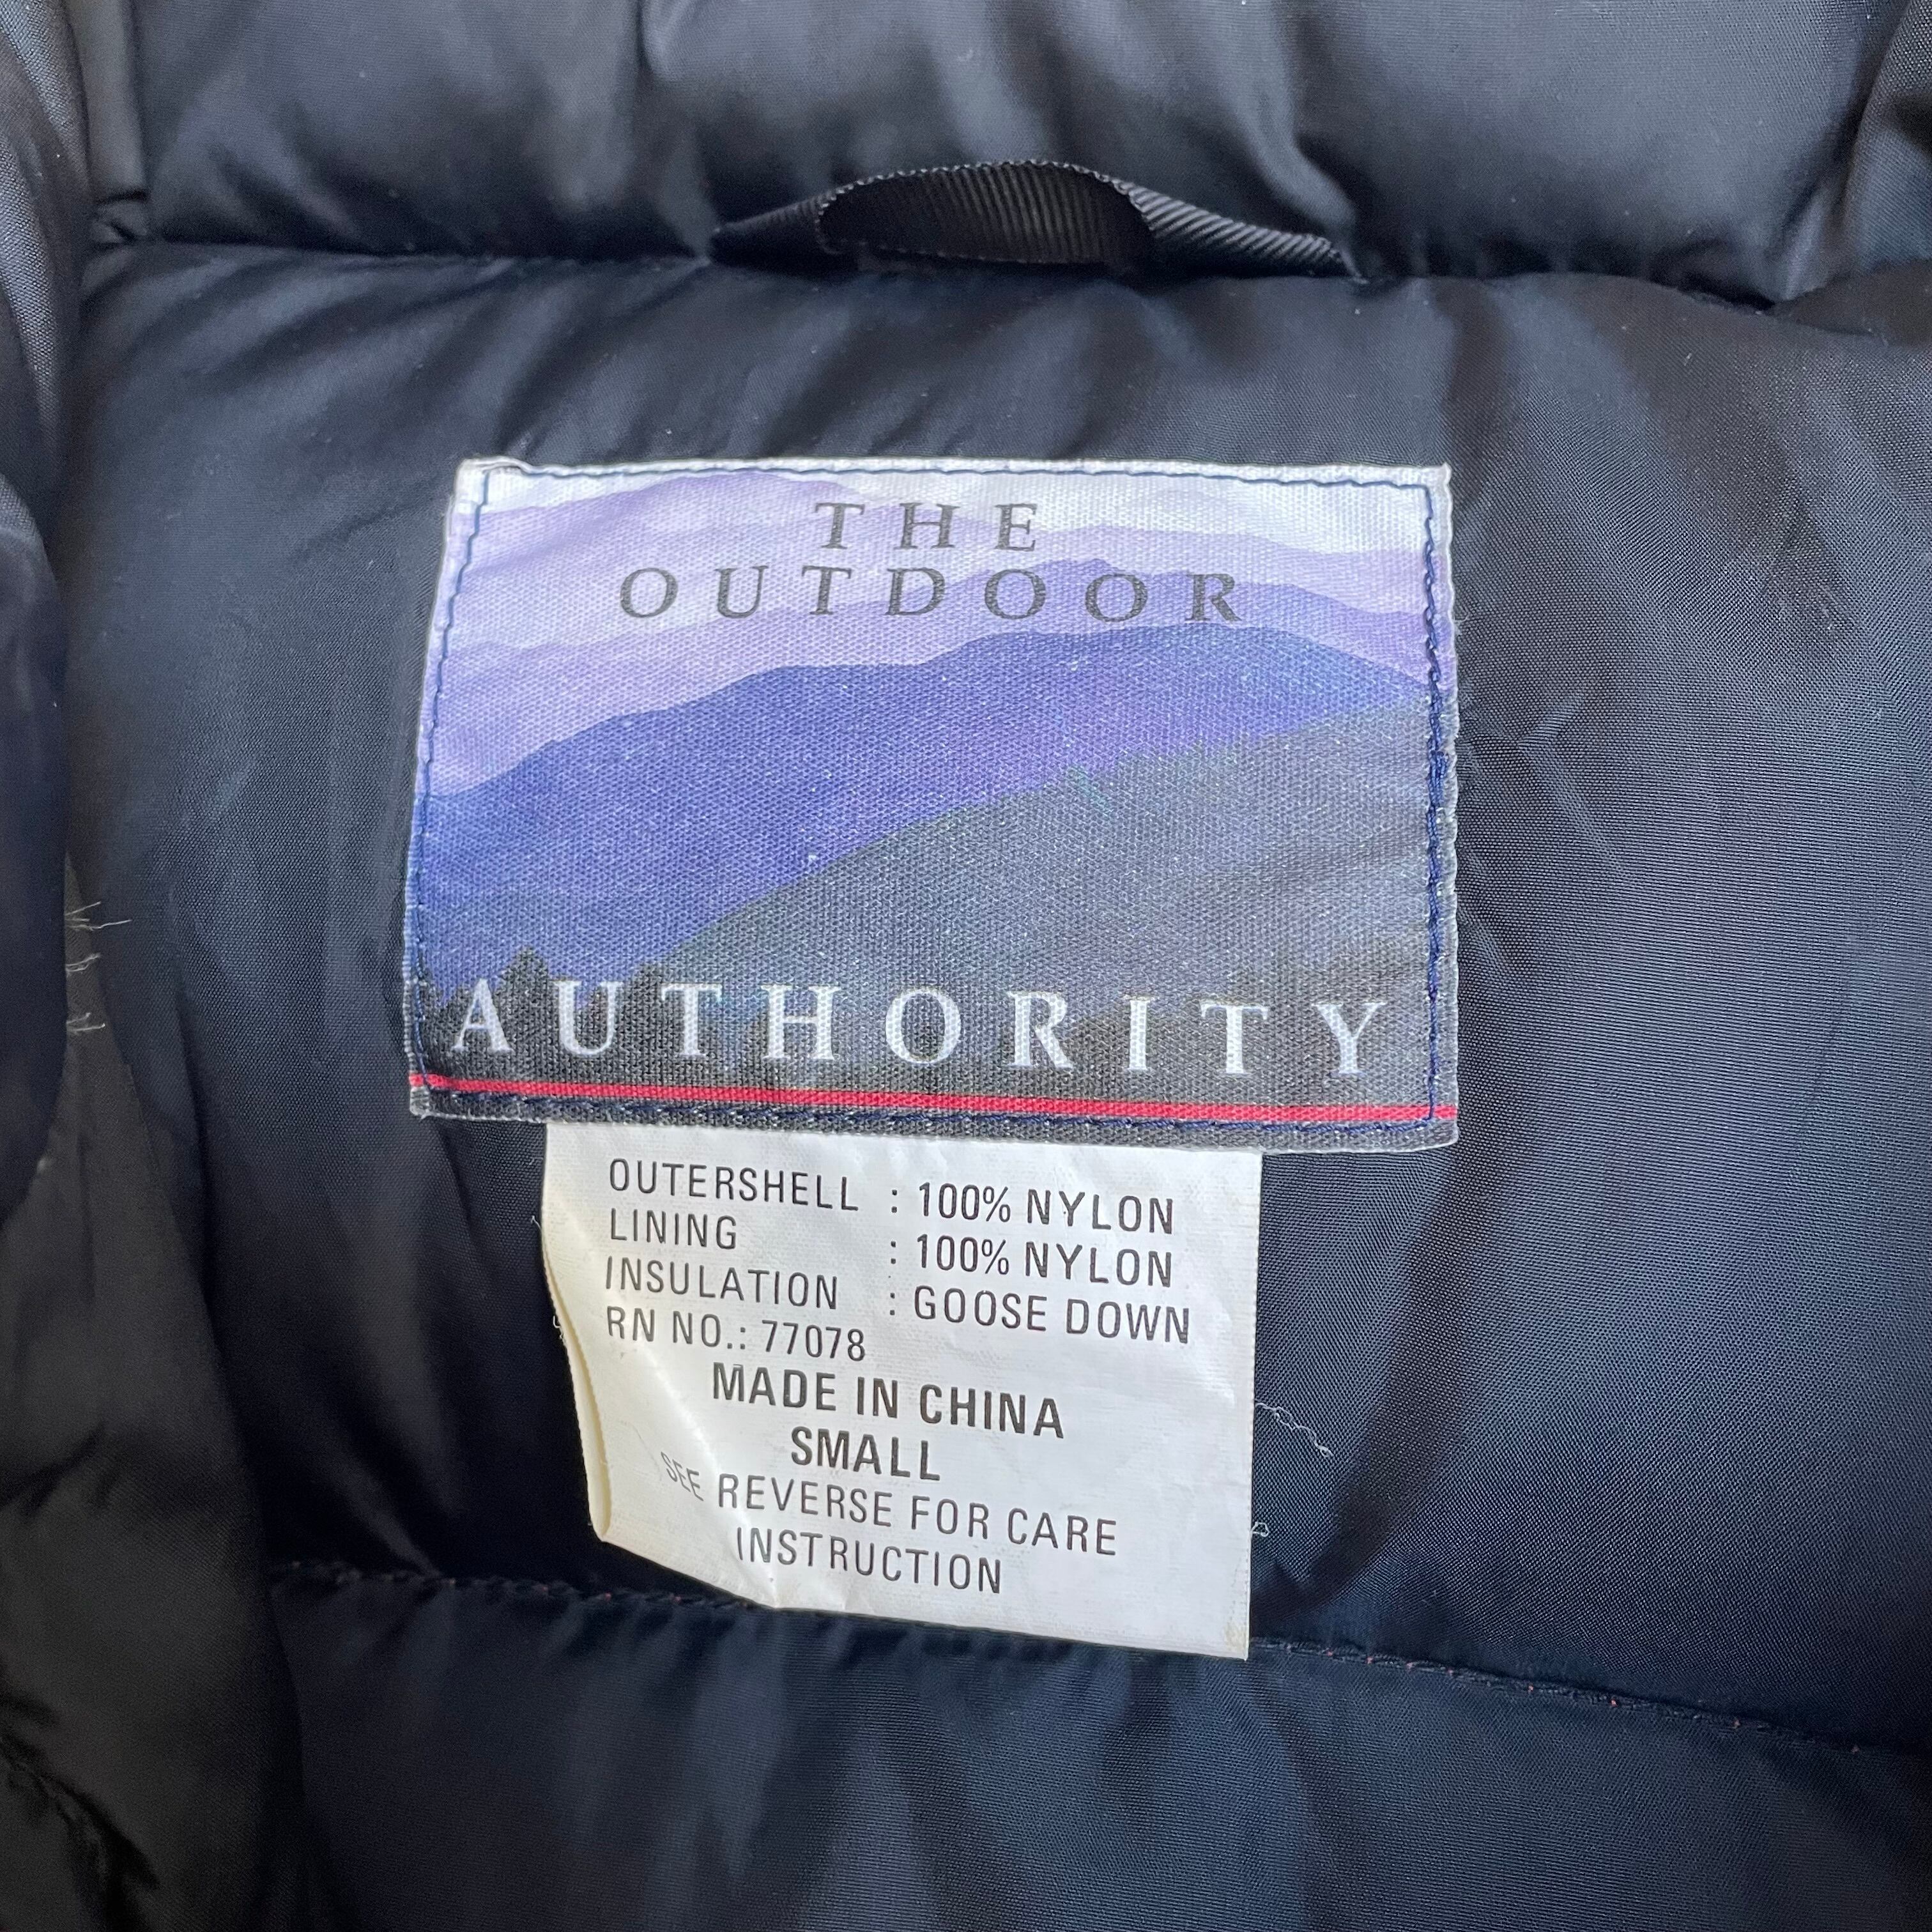 THE
OUTDOOR
AUTHORITY
OUTERSHELL : 100% NYLON
LINING : 100% NYLON
INSULATION : GOOSE DOWN
RN NO.: 77078
MADE IN CHINA
SMALL
SEE REVERSE FOR CARE
INSTRUCTION